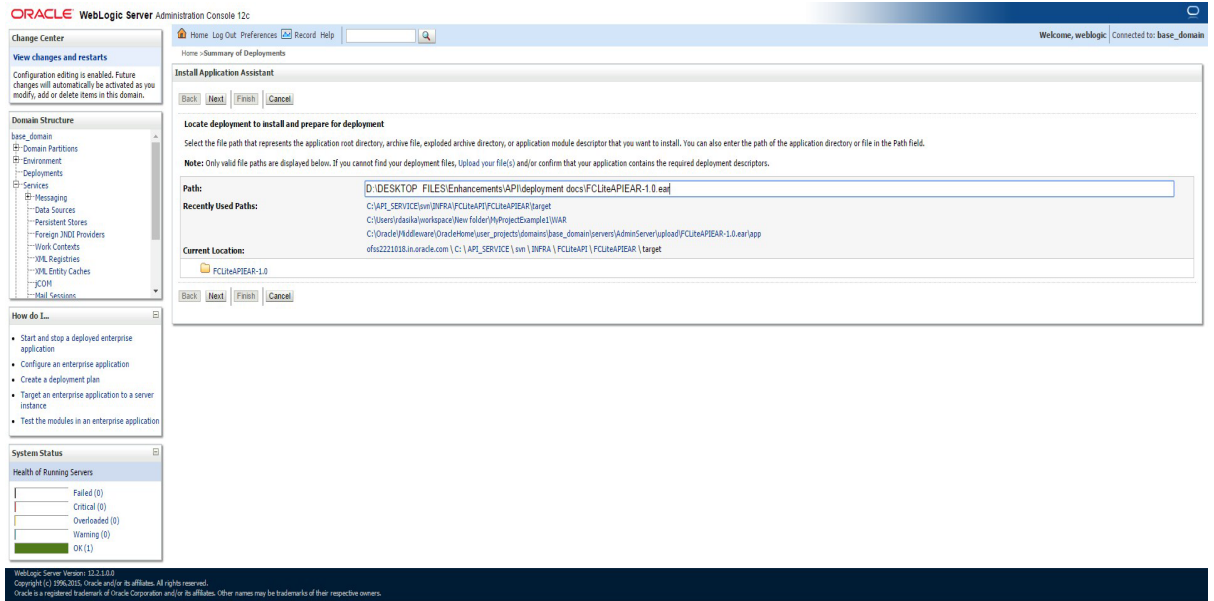 ORACLE WebLogic Server Administration Console 12c
Change Center
View changes and restarts
Configuration editing is enabled. Future
changes will automatically be activated as you
modify, add or delete items in this domain.
Domain Structure
base_domain
Domain Partitions
Environment
Deployments
Services
Messaging
Data Sources
Persistent Stores
Foreign JNDI Providers
Work Contexts
XML Registries
XML Entity Caches
jCOM
Mail Sessions
How do I...
Start and stop a deployed enterprise
application
Configure an enterprise application
Create a deployment plan
Target an enterprise application to a server
instance
Test the modules in an enterprise application
System Status
Health of Running Servers
Failed (0)
Critical (0)
Overloaded (0)
Warning (0)
OK (1)
Home Log Out Preferences Record Help
Welcome, weblogic Connected to: base_domain
Home >Summary of Deployments
Install Application Assistant
Back Next Finish Cancel
Locate deployment to install and prepare for deployment
Select the file path that represents the application root directory, archive file, exploded archive directory, or application module descriptor that you want to install. You can also enter the path of the application directory or file in the Path field.
Note: Only valid file paths are displayed below. If you cannot find your deployment files, Upload your file(s) and/or confirm that your application contains the required deployment descriptors.
Path: D:\DESKTOP FILES\Enhancements\API\deployment docs\FCLiteAPIEAR-1.0.ear
Recently Used Paths: C:\API_SERVICE\svn\INFRA\FCLiteAPI\FCLiteAPIEAR\target
C:\Users\rdasika\workspace\New folder\MyProjectExample1\WAR
C:\Oracle\Middleware\OracleHome\user_projects\domains\base_domain\servers\AdminServer\upload\FCLiteAPIEAR-1.0.ear\app
Current Location: ofss2221018.in.oracle.com \ C: \ API_SERVICE \ svn \ INFRA \ FCLiteAPI \ FCLiteAPIEAR \ target
FCLiteAPIEAR-1.0
Back Next Finish Cancel
WebLogic Server Version: 12.2.1.0.0
Copyright (c) 1996,2015, Oracle and/or its affiliates. All rights reserved.
Oracle is a registered trademark of Oracle Corporation and/or its affiliates. Other names may be trademarks of their respective owners.